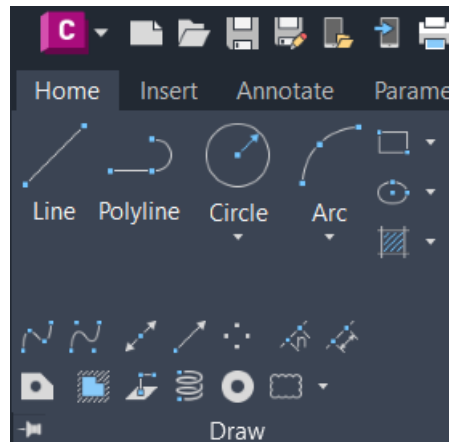 C
Home Insert Annotate Parame
Line Polyline Circle Arc
n
Draw